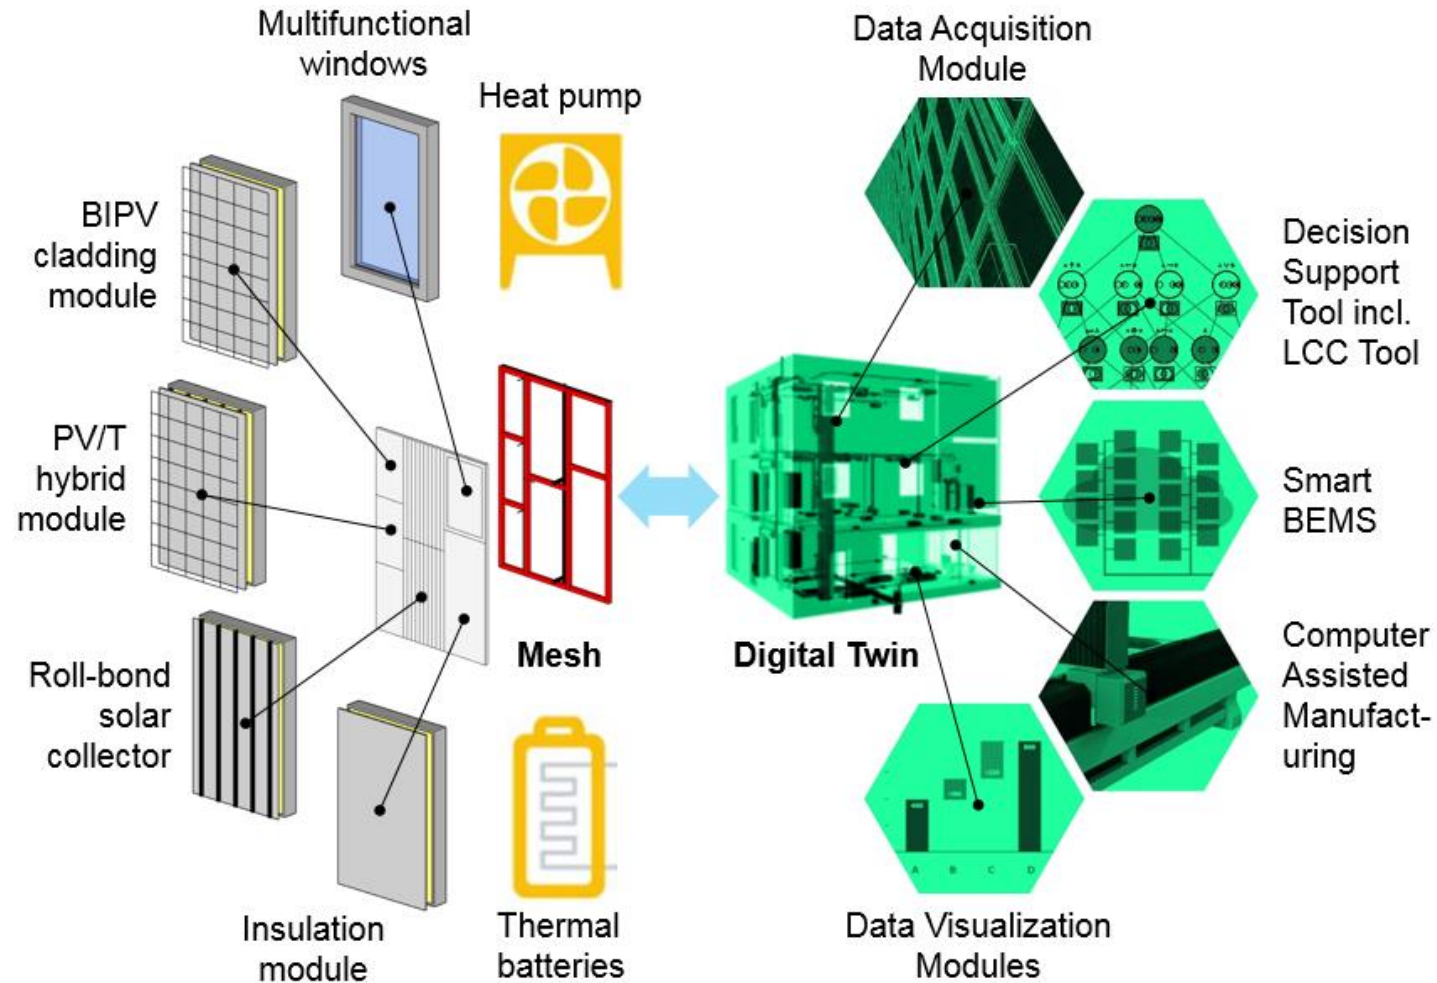 Multifunctional
windows
Heat pump
BIPV
cladding
module
PV/T
hybrid
module
Roll-bond
solar
collector
Insulation
module
Thermal
batteries
Mesh
Digital Twin
Data Acquisition
Module
Decision
Support
Tool incl.
LCC Tool
Smart
BEMS
Computer
Assisted
Manufact-
uring
A B C D
Data Visualization
Modules